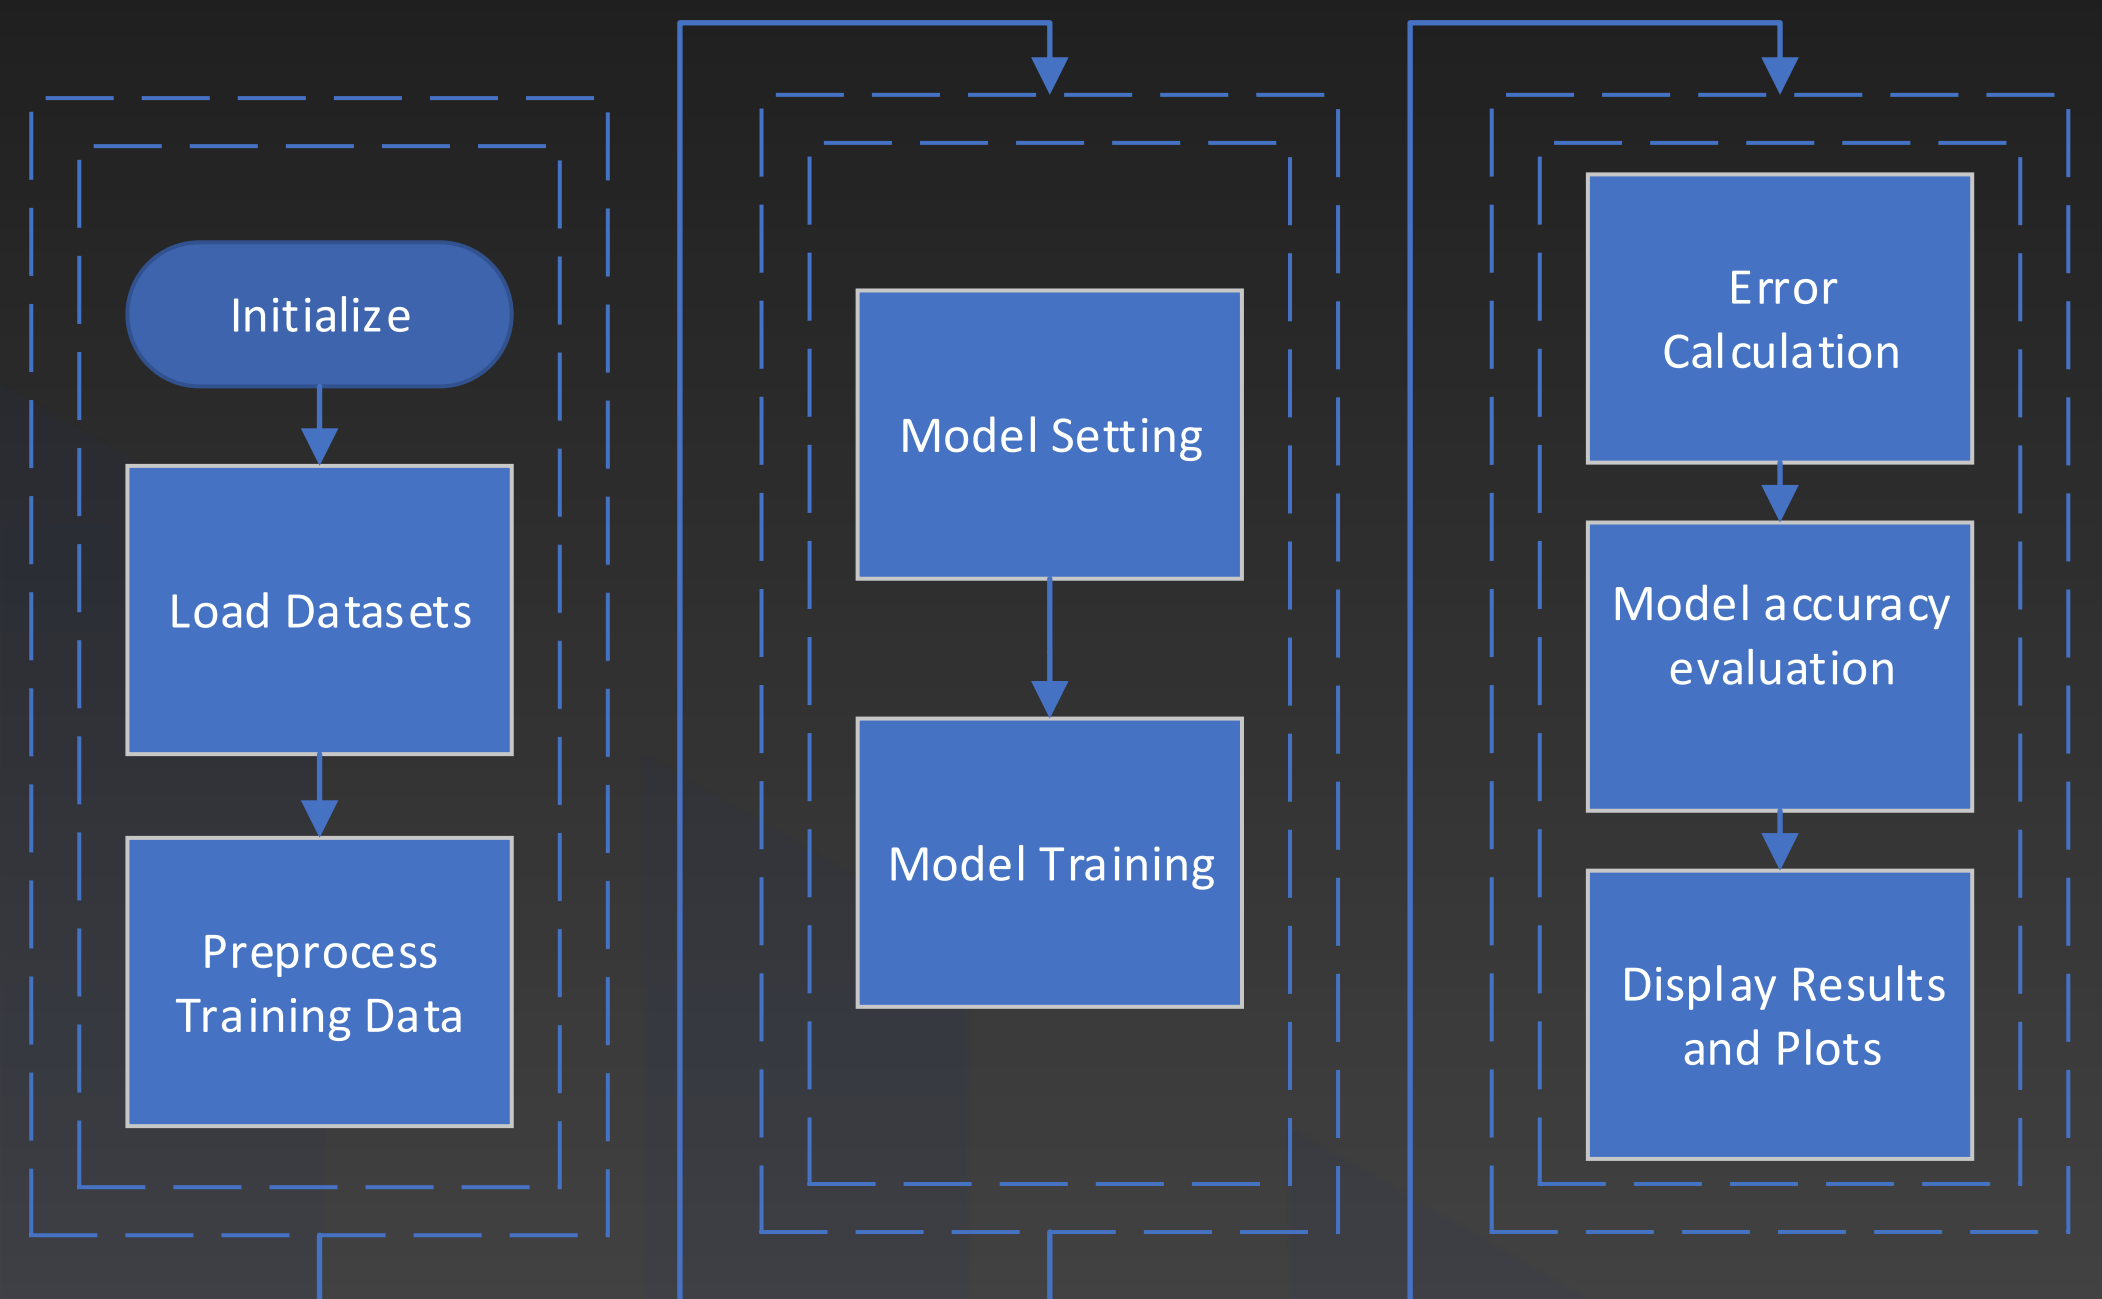 Initialize
Load Datasets
Preprocess
Training Data
Model Setting
Model Training
Error
Calculation
Model accuracy
evaluation
Display Results
and Plots